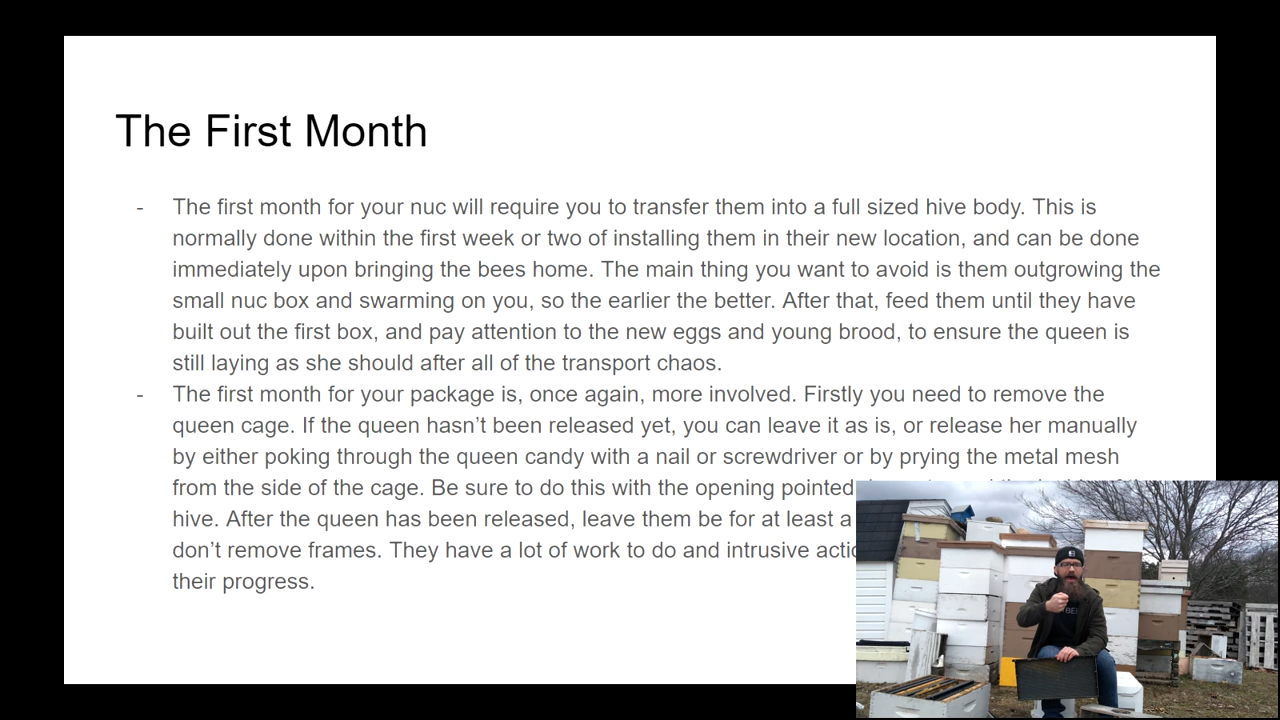 The First Month
- The first month for your nuc will require you to transfer them into a full sized hive body. This is
normally done within the first week or two of installing them in their new location, and can be done
immediately upon bringing the bees home. The main thing you want to avoid is them outgrowing the
small nuc box and swarming on you, so the earlier the better. After that, feed them until they have
built out the first box, and pay attention to the new eggs and young brood, to ensure the queen is
still laying as she should after all of the transport chaos.
- The first month for your package is, once again, more involved. Firstly you need to remove the
queen cage. If the queen hasn’t been released yet, you can leave it as is, or release her manually
by either poking through the queen candy with a nail or screwdriver or by prying the metal mesh
from the side of the cage. Be sure to do this with the opening pointed
hive. After the queen has been released, leave them be for at least a
don’t remove frames. They have a lot of work to do and intrusive
their progress.